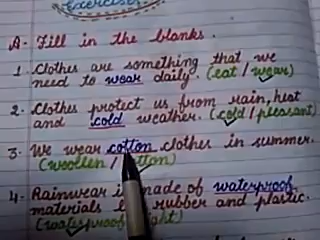 Exercises
A- Fill in the blanks.
1. Clothes are something that we
need to wear daily. (eat / wear)
2. Clothes protect us from rain, heat
and cold weather. (cold / pleasant)
3. We wear cotton clothes in summer.
(woollen / cotton)
4. Rainwear is made of waterproof
materials rubber and plastic.
(waterproof